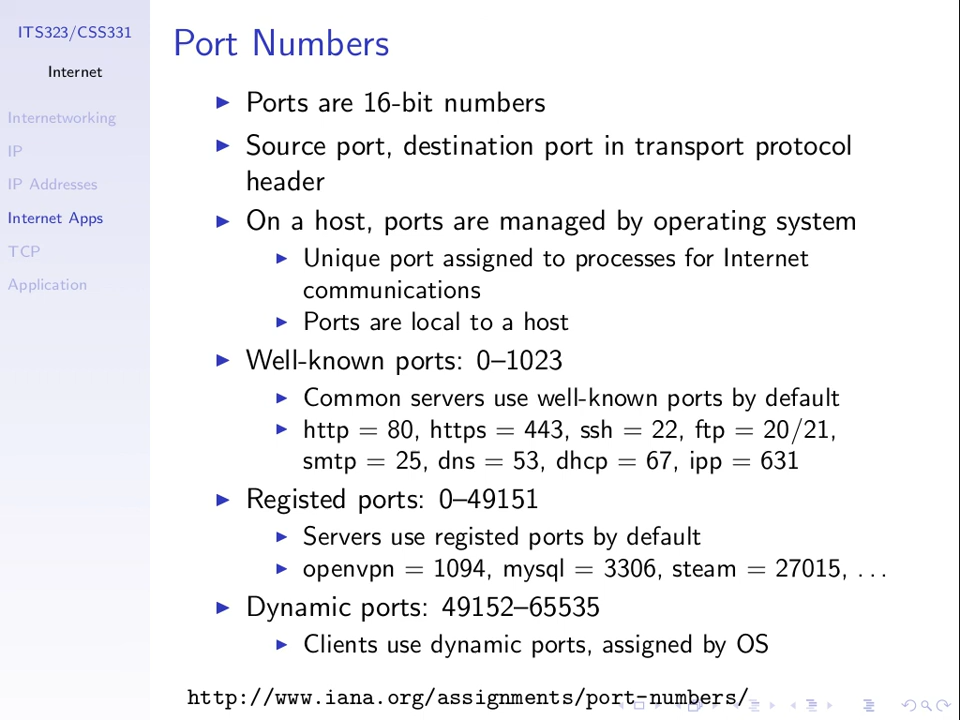 ITS323/CSS331
Internet
Internetworking
IP
IP Addresses
Internet Apps
TCP
Application
Port Numbers
Ports are 16-bit numbers
Source port, destination port in transport protocol
header
On a host, ports are managed by operating system
Unique port assigned to processes for Internet
communications
Ports are local to a host
Well-known ports: 0–1023
Common servers use well-known ports by default
http = 80, https = 443, ssh = 22, ftp = 20/21,
smtp = 25, dns = 53, dhcp = 67, ipp = 631
Registed ports: 0–49151
Servers use registed ports by default
openvpn = 1094, mysql = 3306, steam = 27015, . . .
Dynamic ports: 49152–65535
Clients use dynamic ports, assigned by OS
http://www.iana.org/assignments/port-numbers/